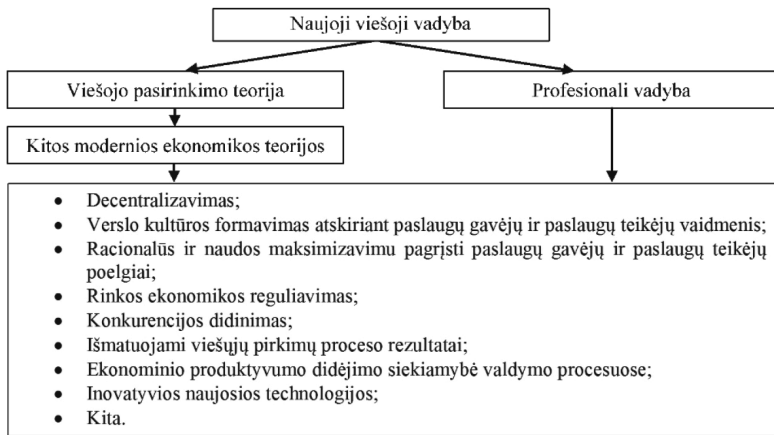 Naujoji viešoji vadyba
Viešojo pasirinkimo teorija
Profesionali vadyba
Kitos modernios ekonomikos teorijos
• Decentralizavimas;
• Verslo kultūros formavimas atskiriant paslaugų gavėjų ir paslaugų teikėjų vaidmenis;
• Racionalūs ir naudos maksimizavimu pagrįsti paslaugų gavėjų ir paslaugų teikėjų
poelgiai;
• Rinkos ekonomikos reguliavimas;
• Konkurencijos didinimas;
• Išmatuojami viešųjų pirkimų proceso rezultatai;
• Ekonominio produktyvumo didėjimo siekiamybė valdymo procesuose;
• Inovatyvios naujosios technologijos;
• Kita.